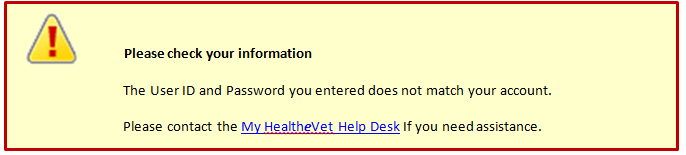 Please check your information
The User ID and Password you entered does not match your account.
Please contact the My HealtheVet Help Desk If you need assistance.